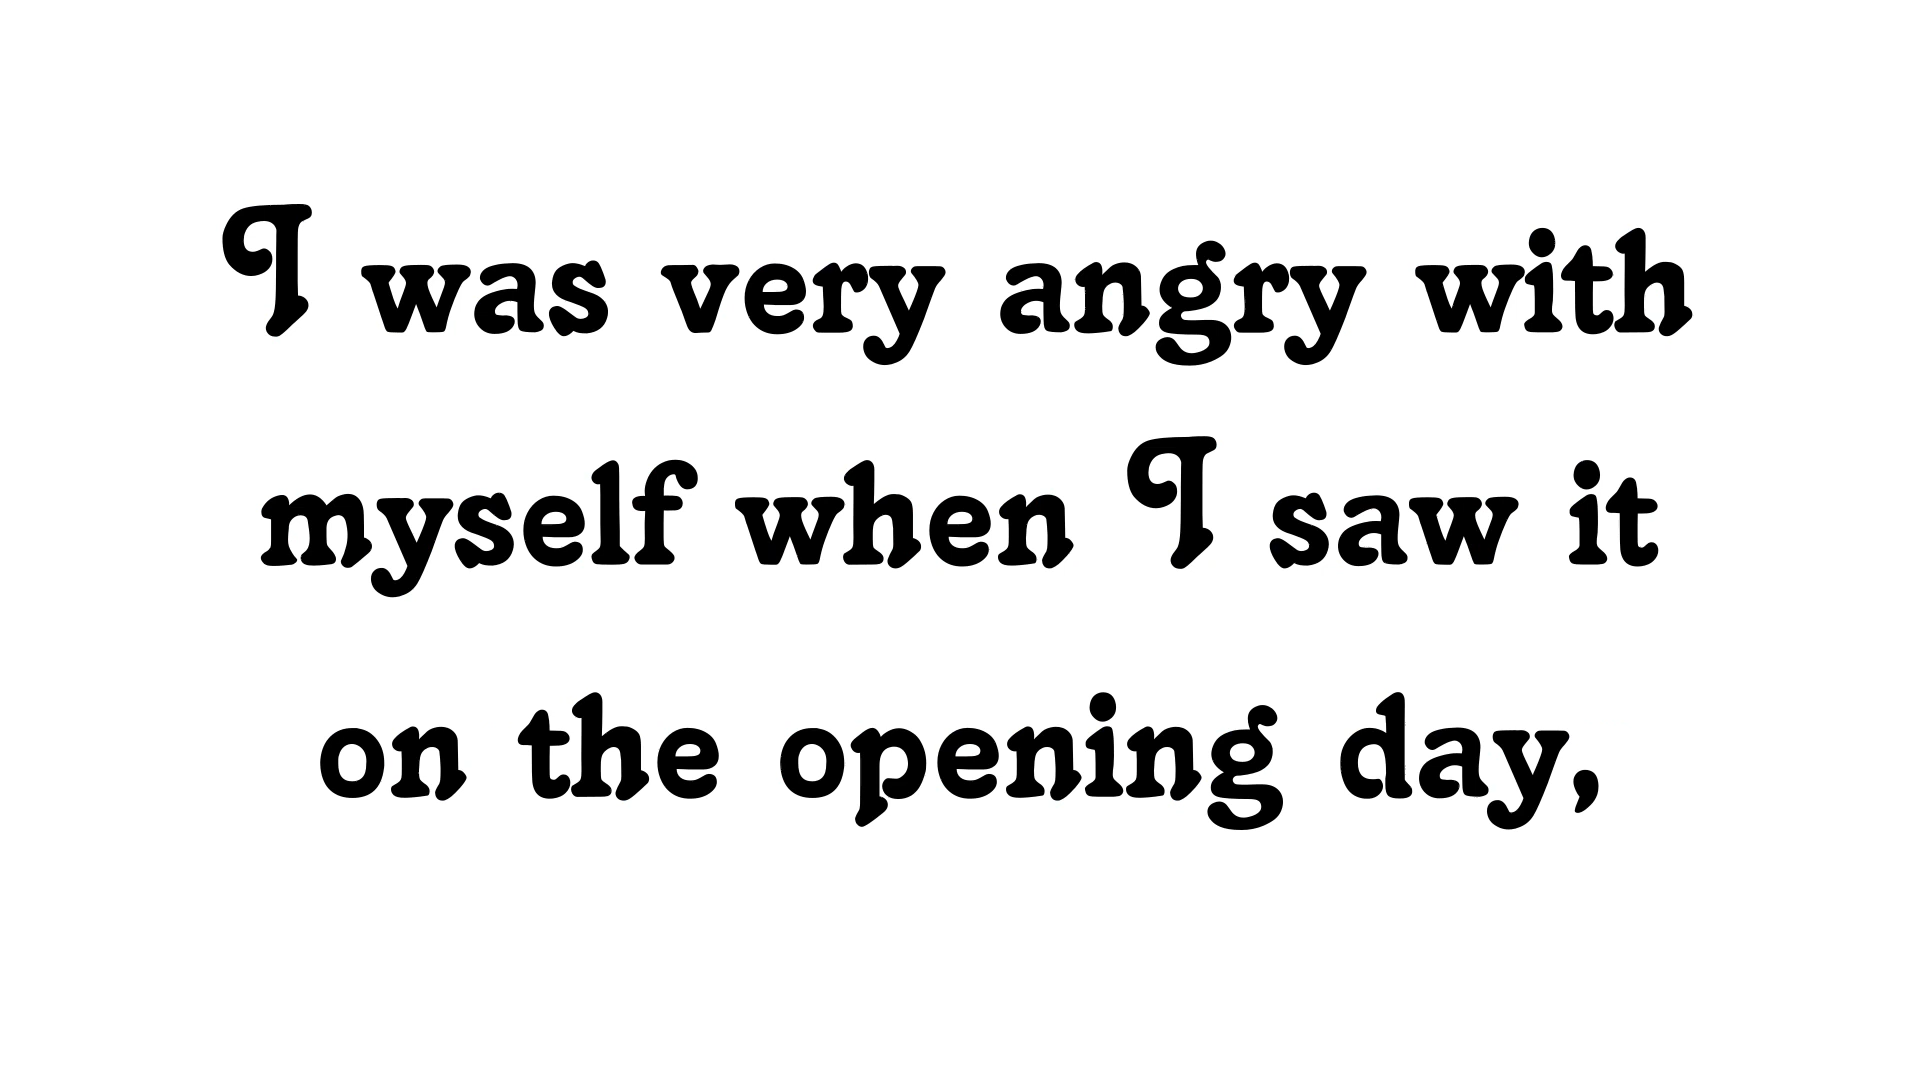 I was very angry with
myself when I saw it
on the opening day,